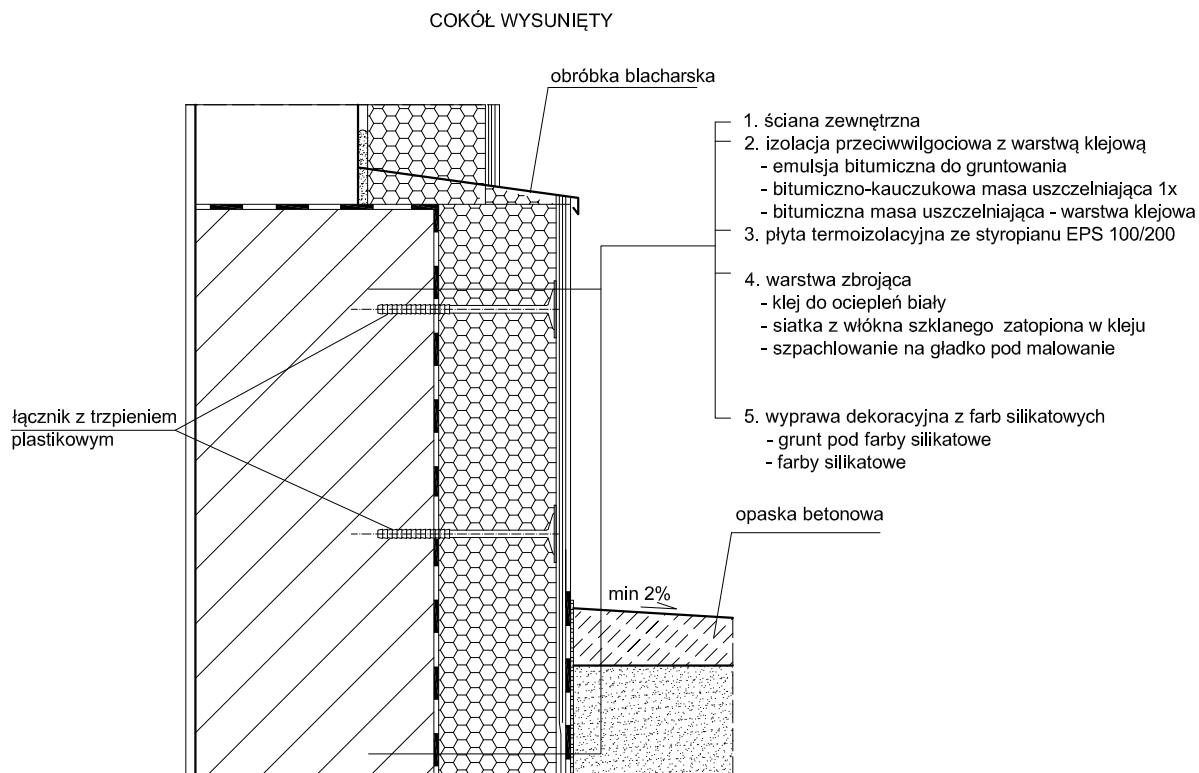 COKÓŁ WYSUNIĘTY
obróbka blacharska
1. ściana zewnętrzna
2. izolacja przeciwwilgociowa z warstwą klejową
- emulsja bitumiczna do gruntowania
- bitumiczno-kauczukowa masa uszczelniająca 1x
- bitumiczna masa uszczelniająca - warstwa klejowa
3. płyta termoizolacyjna ze styropianu EPS 100/200
4. warstwa zbrojąca
- klej do ociepleń biały
- siatka z włókna szklanego zatopiona w kleju
- szpachlowanie na gładko pod malowanie
5. wyprawa dekoracyjna z farb silikatowych
- grunt pod farby silikatowe
- farby silikatowe
łącznik z trzpieniem
plastikowym
opaska betonowa
min 2%